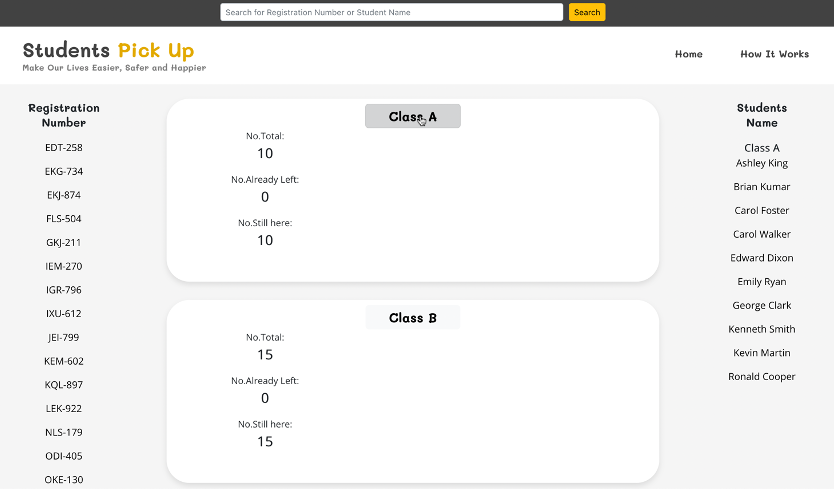 Search for Registration Number or Student Name
Search
Students Pick Up
Make Our Lives Easier, Safer and Happier
Home
How It Works
Registration
Number
EDT-258
EKG-734
EKJ-874
FLS-504
GKJ-211
IEM-270
IGR-796
IXU-612
JEI-799
KEM-602
KQL-897
LEK-922
NLS-179
ODI-405
OKE-130
Class A
No.Total:
10
No.Already Left:
0
No.Still here:
10
Class B
No.Total:
15
No.Already Left:
0
No.Still here:
15
Students
Name
Class A
Ashley King
Brian Kumar
Carol Foster
Carol Walker
Edward Dixon
Emily Ryan
George Clark
Kenneth Smith
Kevin Martin
Ronald Cooper